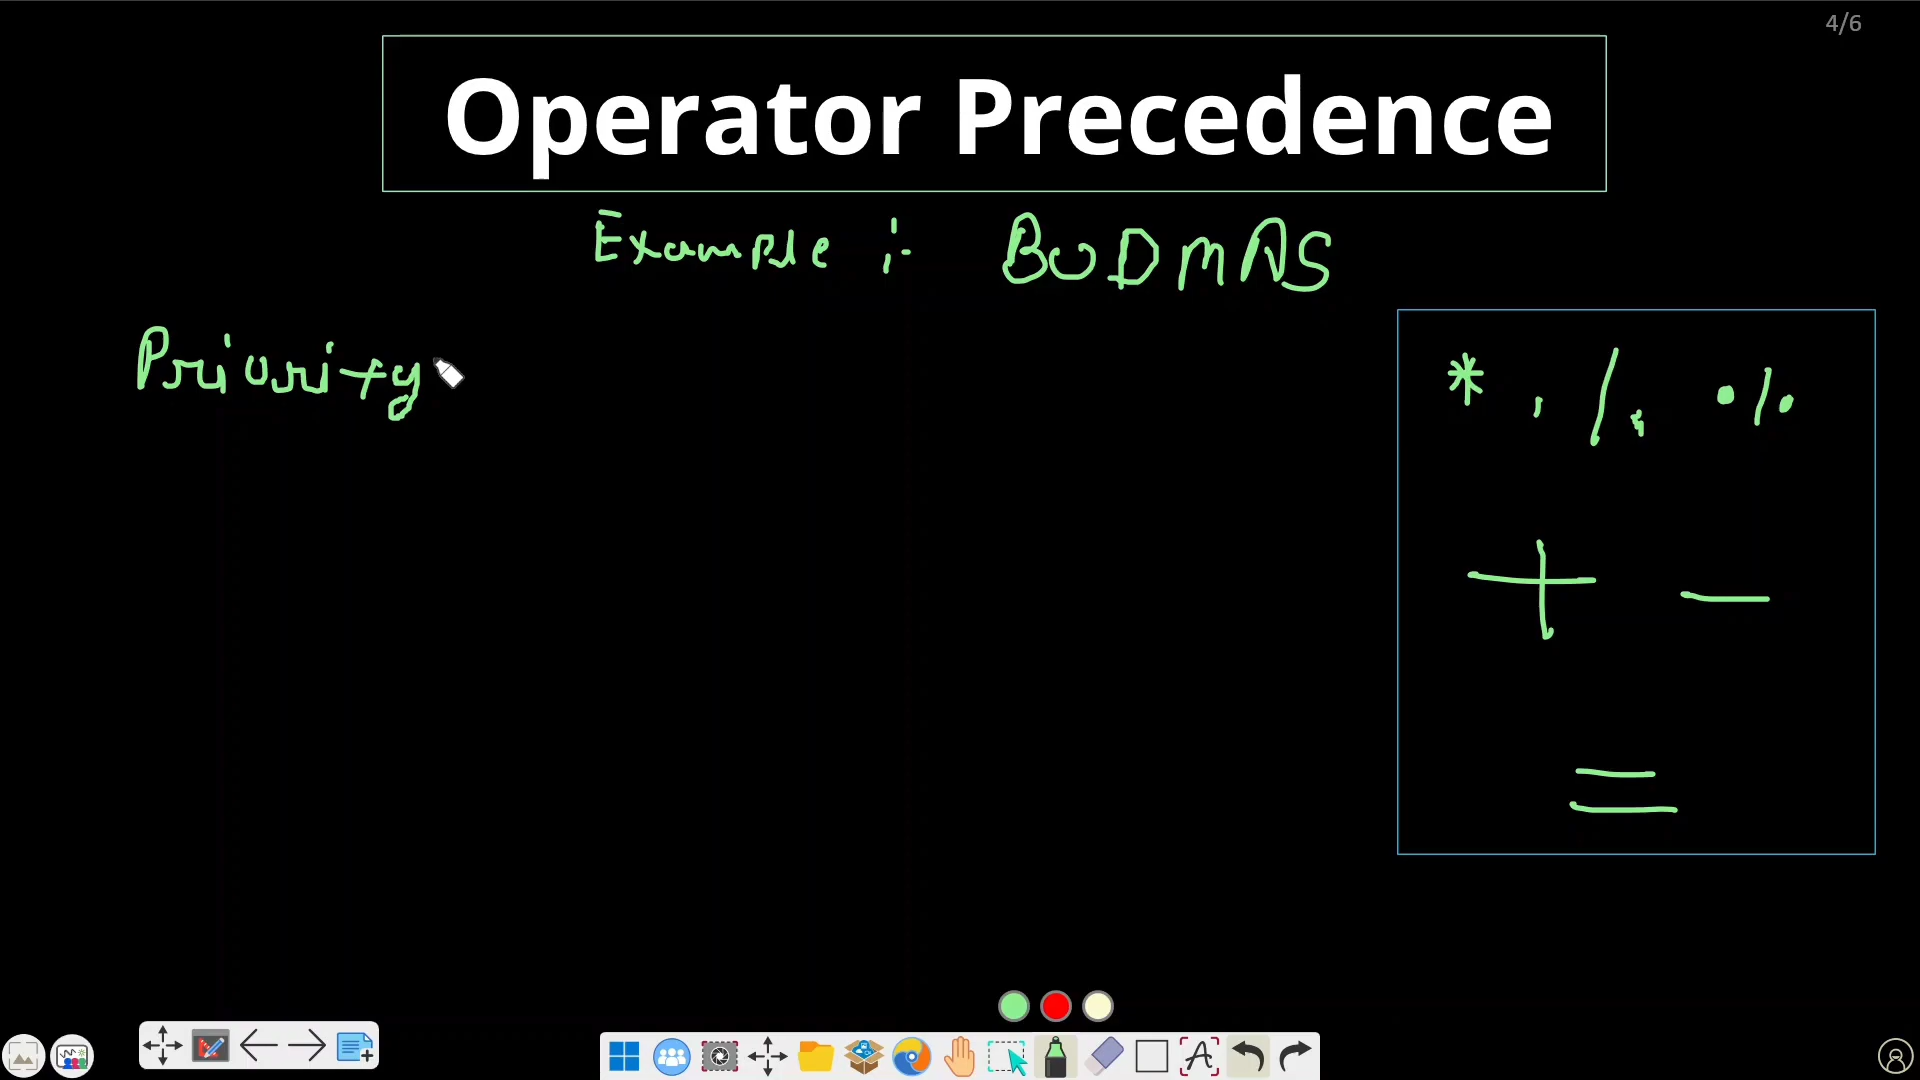 4/6
Operator Precedence
Example :- BODMAS
Priority
* , / , %
+ -
=